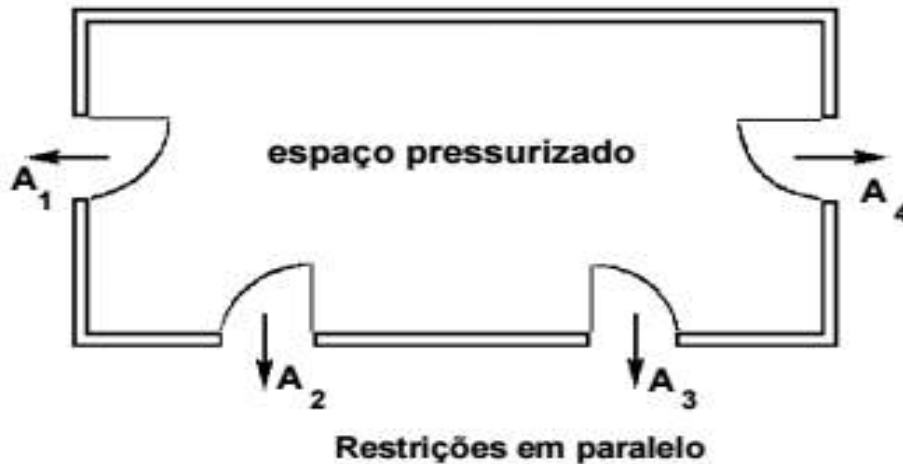 espaço pressurizado
A1
A4
A2
A3
Restrições em paralelo